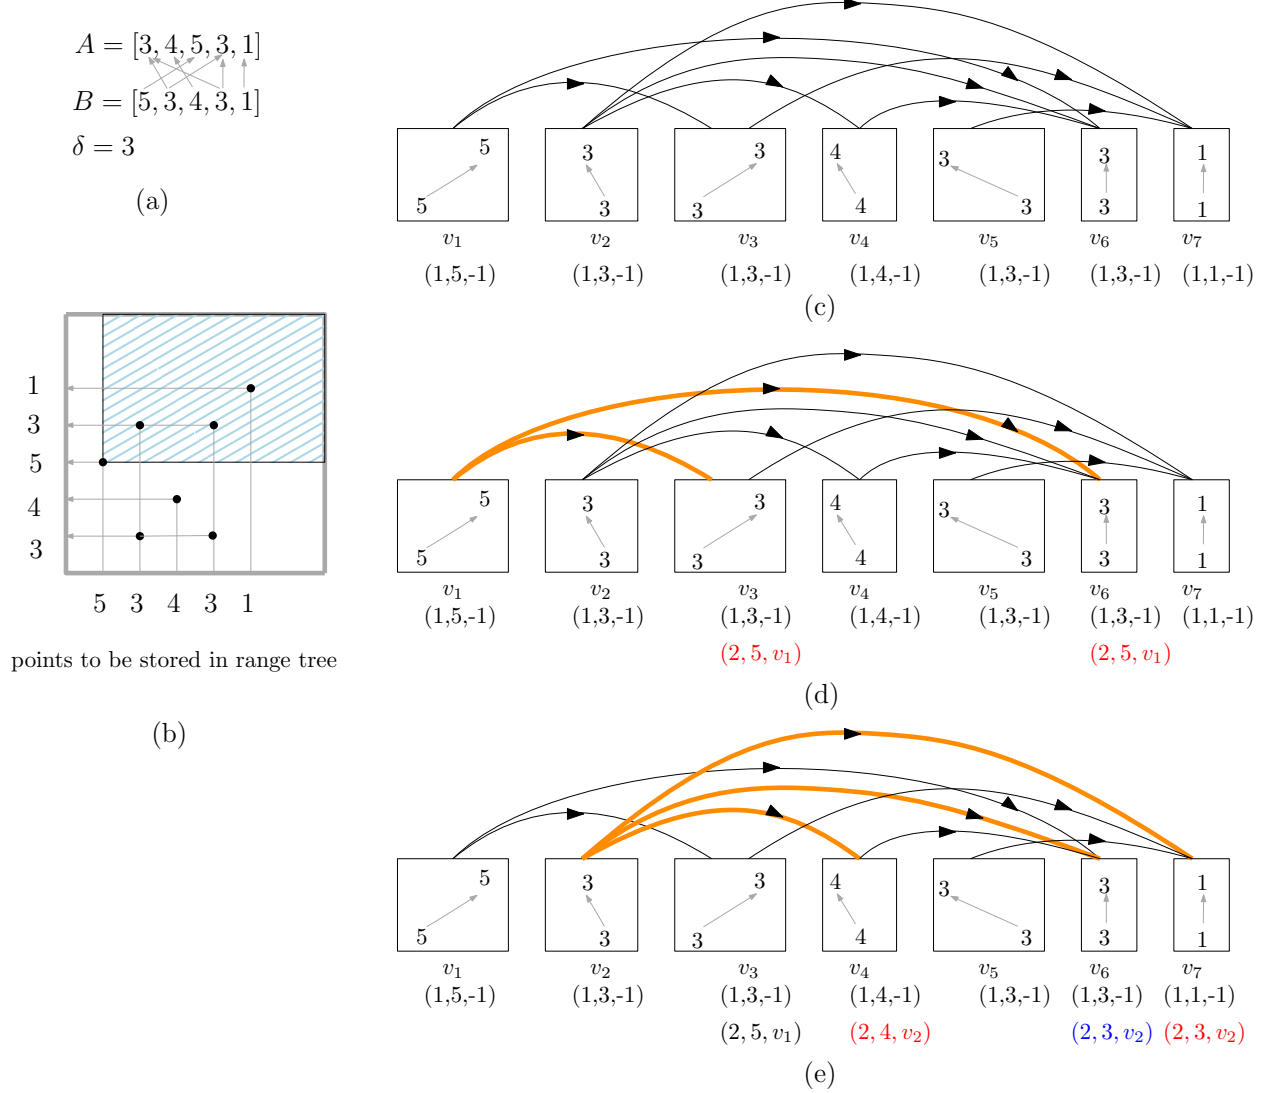 A = [3, 4, 5, 3, 1]
B = [5, 3, 4, 3, 1]
δ = 3
(a)
1
3
5
4
3
5 3 4 3 1
points to be stored in range tree
(b)
5 3 3 4 3 3 1
5 3 3 4 3 3 1
v1 v2 v3 v4 v5 v6 v7
(1,5,-1) (1,3,-1) (1,3,-1) (1,4,-1) (1,3,-1) (1,3,-1) (1,1,-1)
(c)
5 3 3 4 3 3 1
5 3 3 4 3 3 1
v1 v2 v3 v4 v5 v6 v7
(1,5,-1) (1,3,-1) (1,3,-1) (1,4,-1) (1,3,-1) (1,3,-1) (1,1,-1)
(2, 5, v1) (2, 5, v1)
(d)
5 3 3 4 3 3 1
5 3 3 4 3 3 1
v1 v2 v3 v4 v5 v6 v7
(1,5,-1) (1,3,-1) (1,3,-1) (1,4,-1) (1,3,-1) (1,3,-1) (1,1,-1)
(2, 5, v1) (2, 4, v2) (2, 3, v2) (2, 3, v2)
(e)